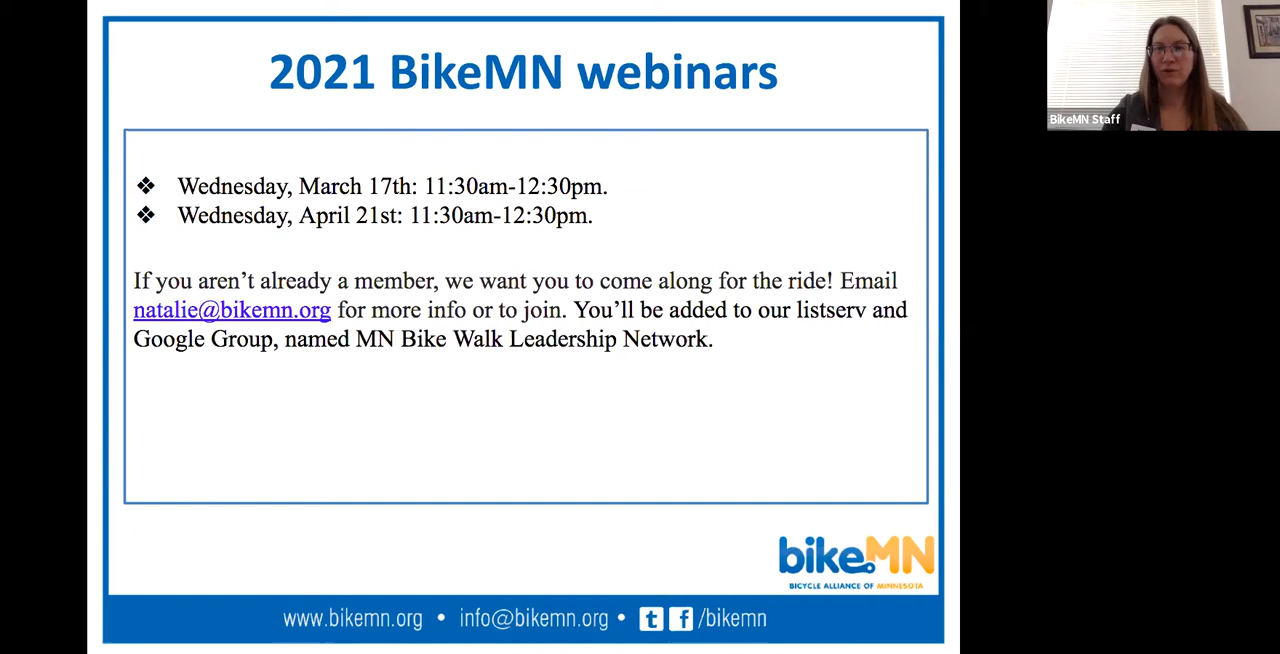 2021 BikeMN webinars
BikeMN Staff
❖ Wednesday, March 17th: 11:30am-12:30pm.
❖ Wednesday, April 21st: 11:30am-12:30pm.
If you aren’t already a member, we want you to come along for the ride! Email
natalie@bikemn.org for more info or to join. You’ll be added to our listserv and
Google Group, named MN Bike Walk Leadership Network.
bikeMN
BICYCLE ALLIANCE OF MINNESOTA
www.bikemn.org • info@bikemn.org • t f /bikemn